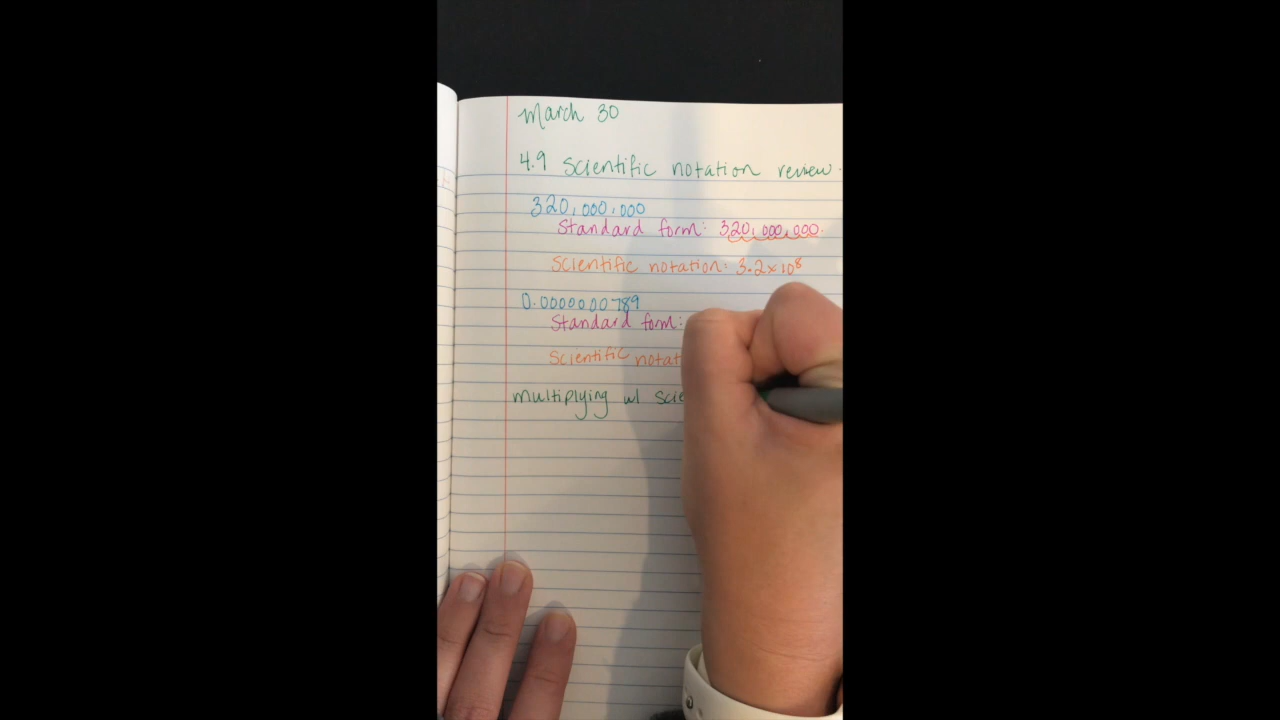 March 30
4.9 Scientific notation review.
320,000,000
Standard form: 320,000,000.
Scientific notation: 3.2×10⁸
0.0000000789
Standard form:
Scientific
multiplying w/